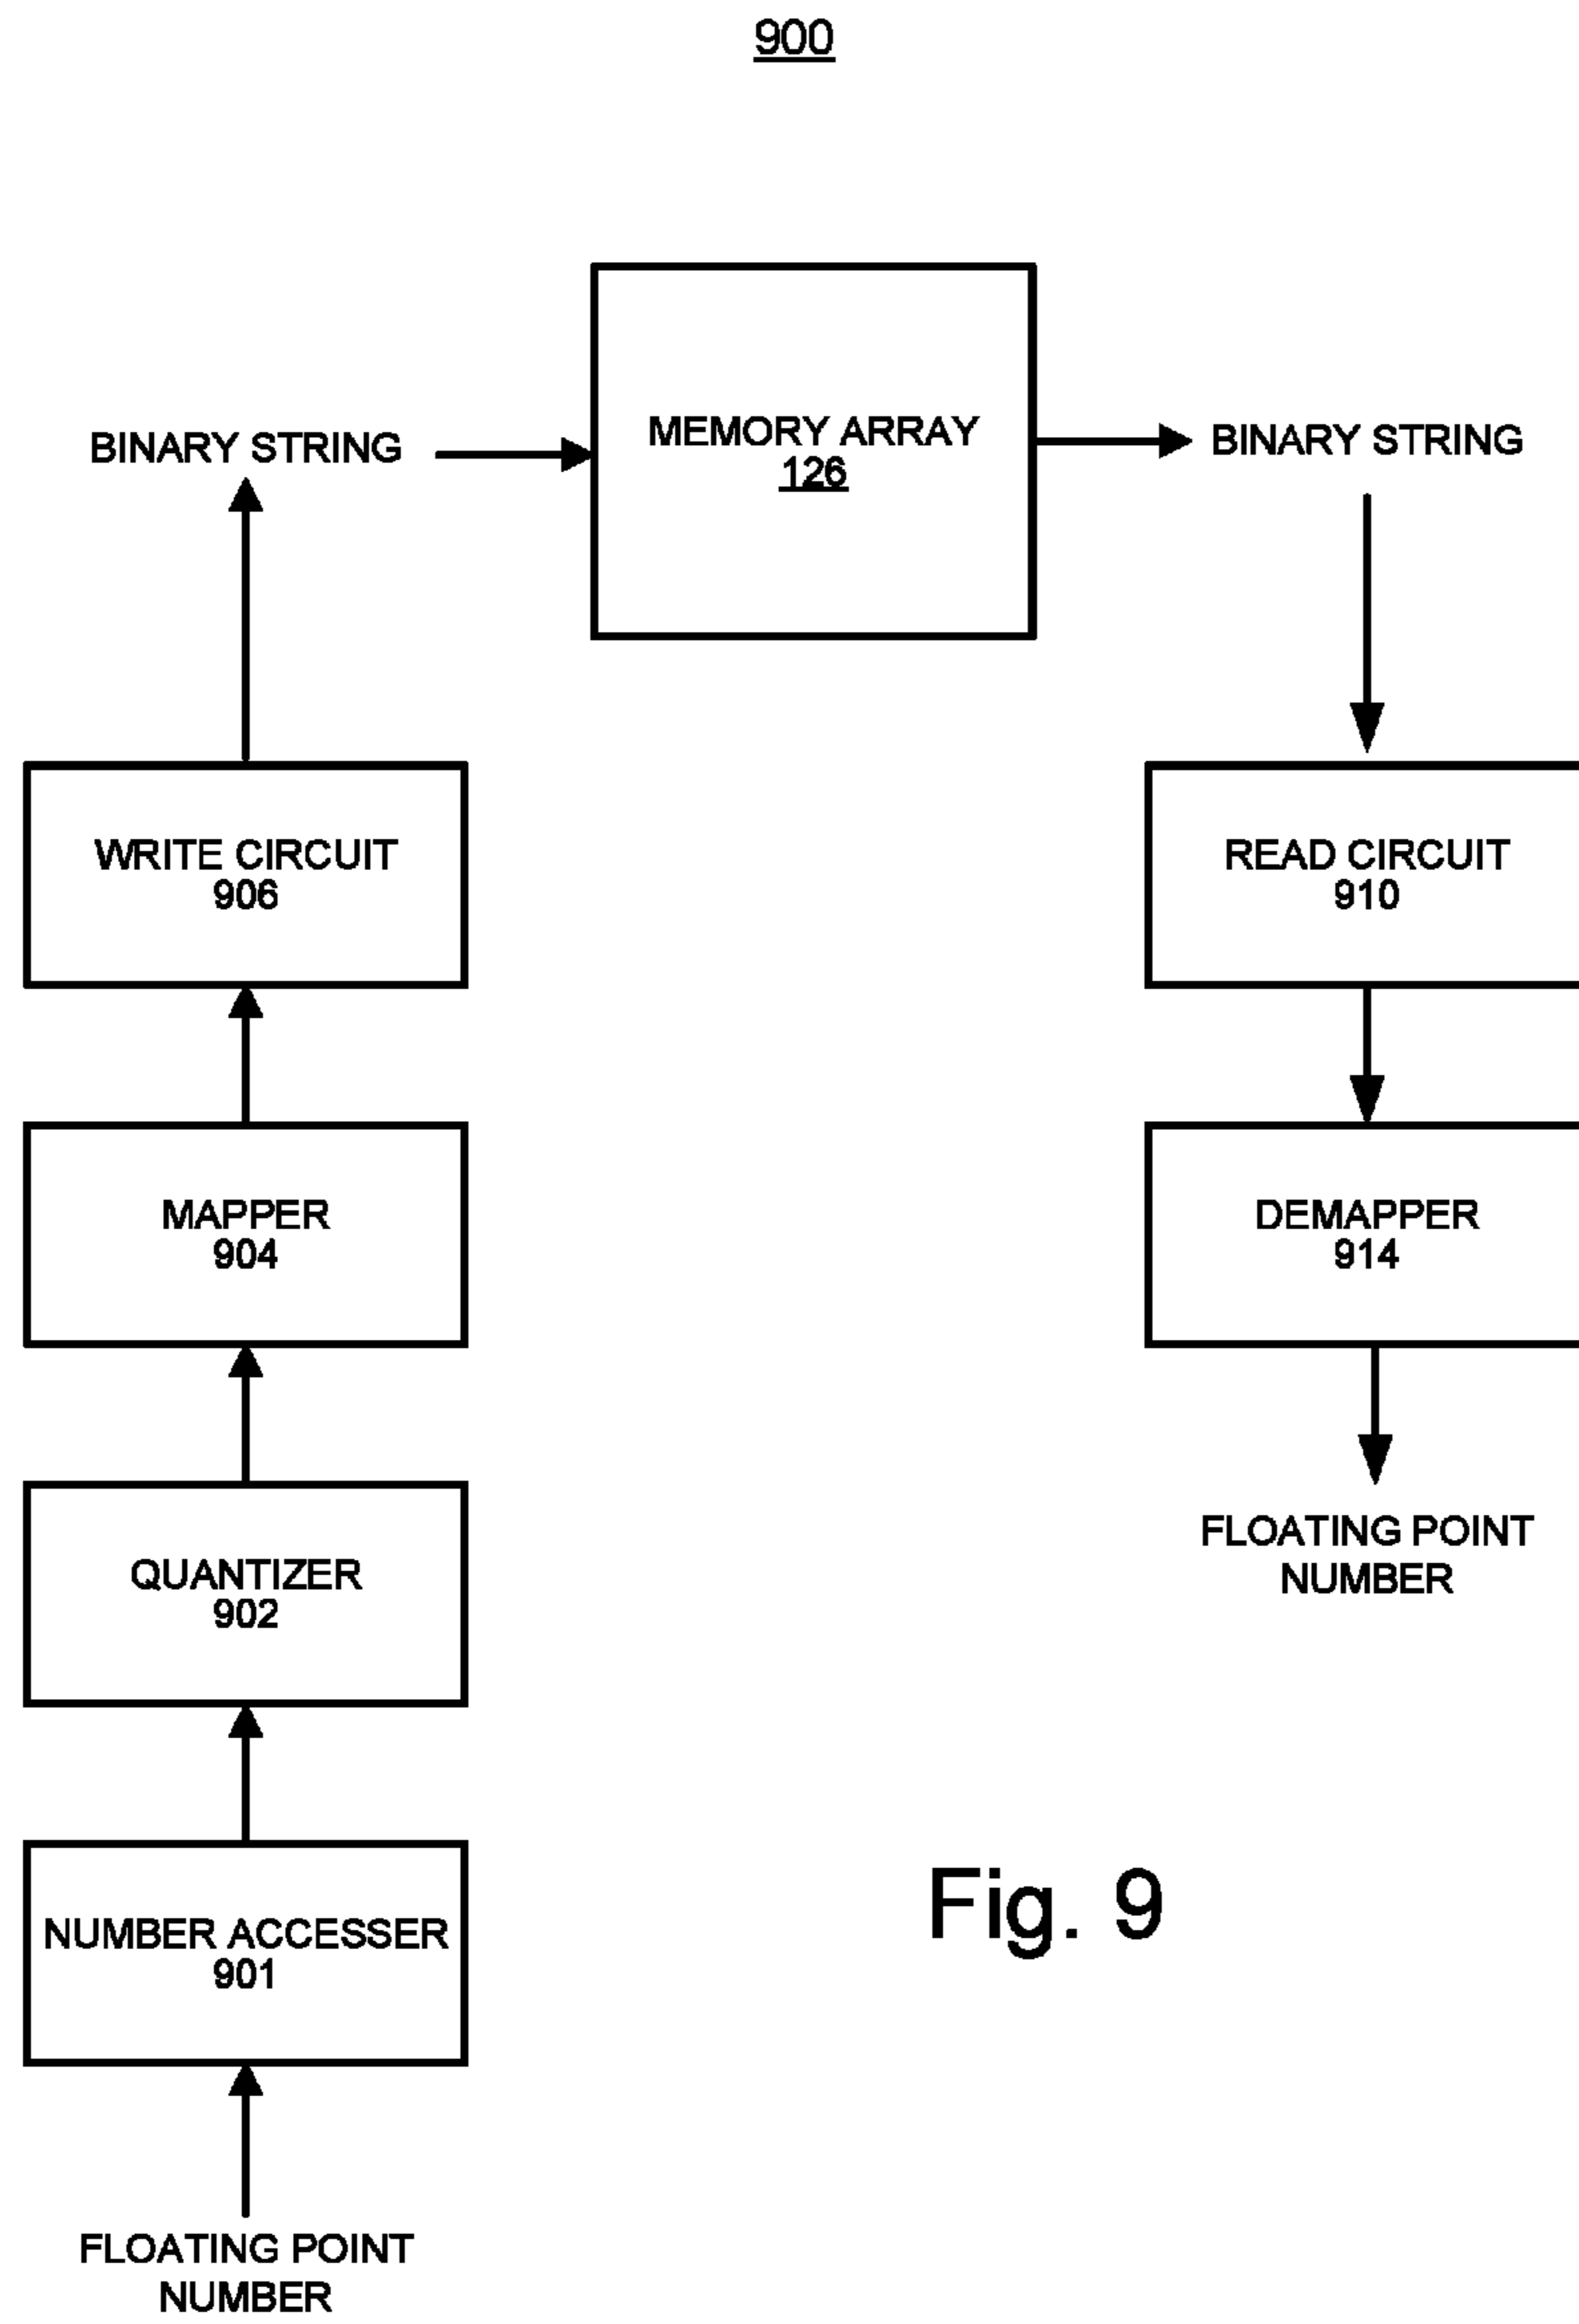 900
MEMORY ARRAY
126
BINARY STRING
BINARY STRING
WRITE CIRCUIT
906
READ CIRCUIT
910
MAPPER
904
DEMAPPER
914
QUANTIZER
902
FLOATING POINT
NUMBER
NUMBER ACCESSER
901
Fig. 9
FLOATING POINT
NUMBER